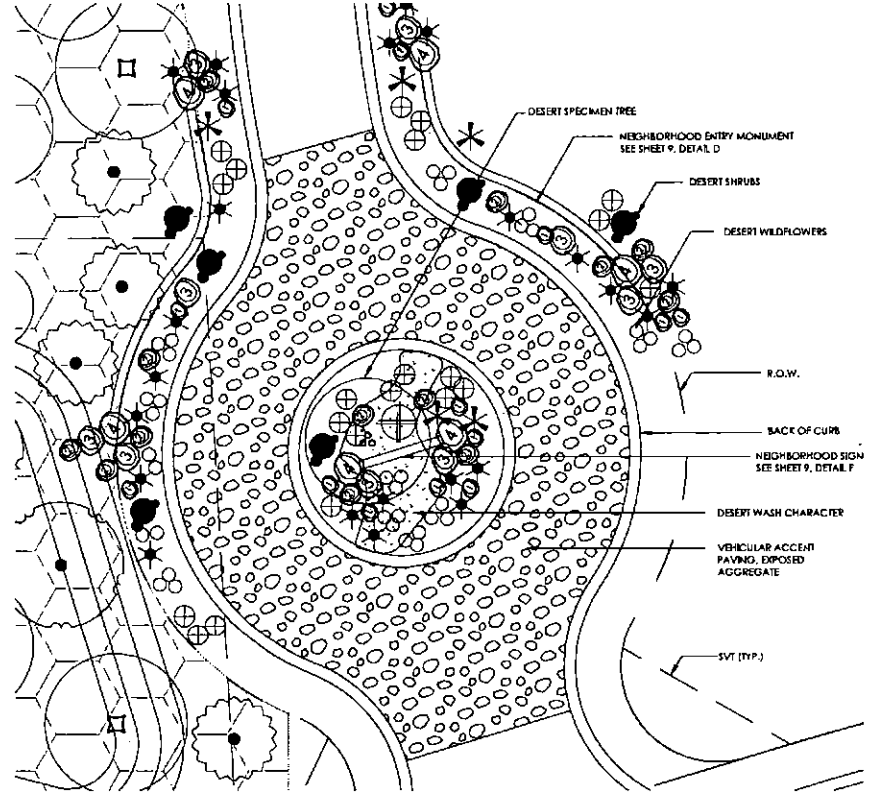 DESERT SPECIMEN TREE
NEIGHBORHOOD ENTRY MONUMENT
SEE SHEET 9, DETAIL D
DESERT SHRUBS
DESERT WILDFLOWERS
R.O.W.
BACK OF CURB
NEIGHBORHOOD SIGN
SEE SHEET 9, DETAIL F
DESERT WASH CHARACTER
VEHICULAR ACCENT
PAVING, EXPOSED
AGGREGATE
SVT (TYP.)